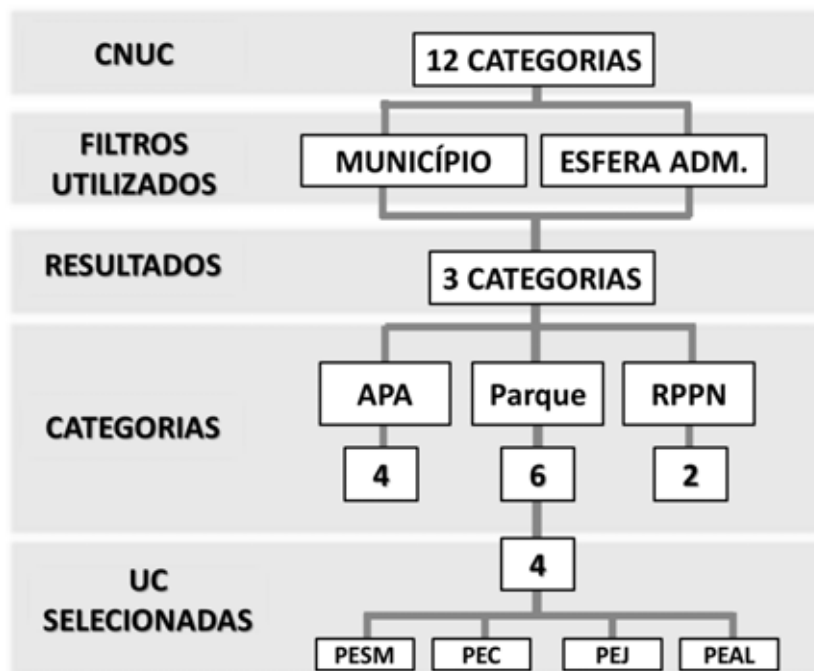 CNUC
12 CATEGORIAS
FILTROS
UTILIZADOS
MUNICÍPIO
ESFERA ADM.
RESULTADOS
3 CATEGORIAS
CATEGORIAS
APA
Parque
RPPN
4
6
2
UC
SELECIONADAS
4
PESM
PEC
PEJ
PEAL